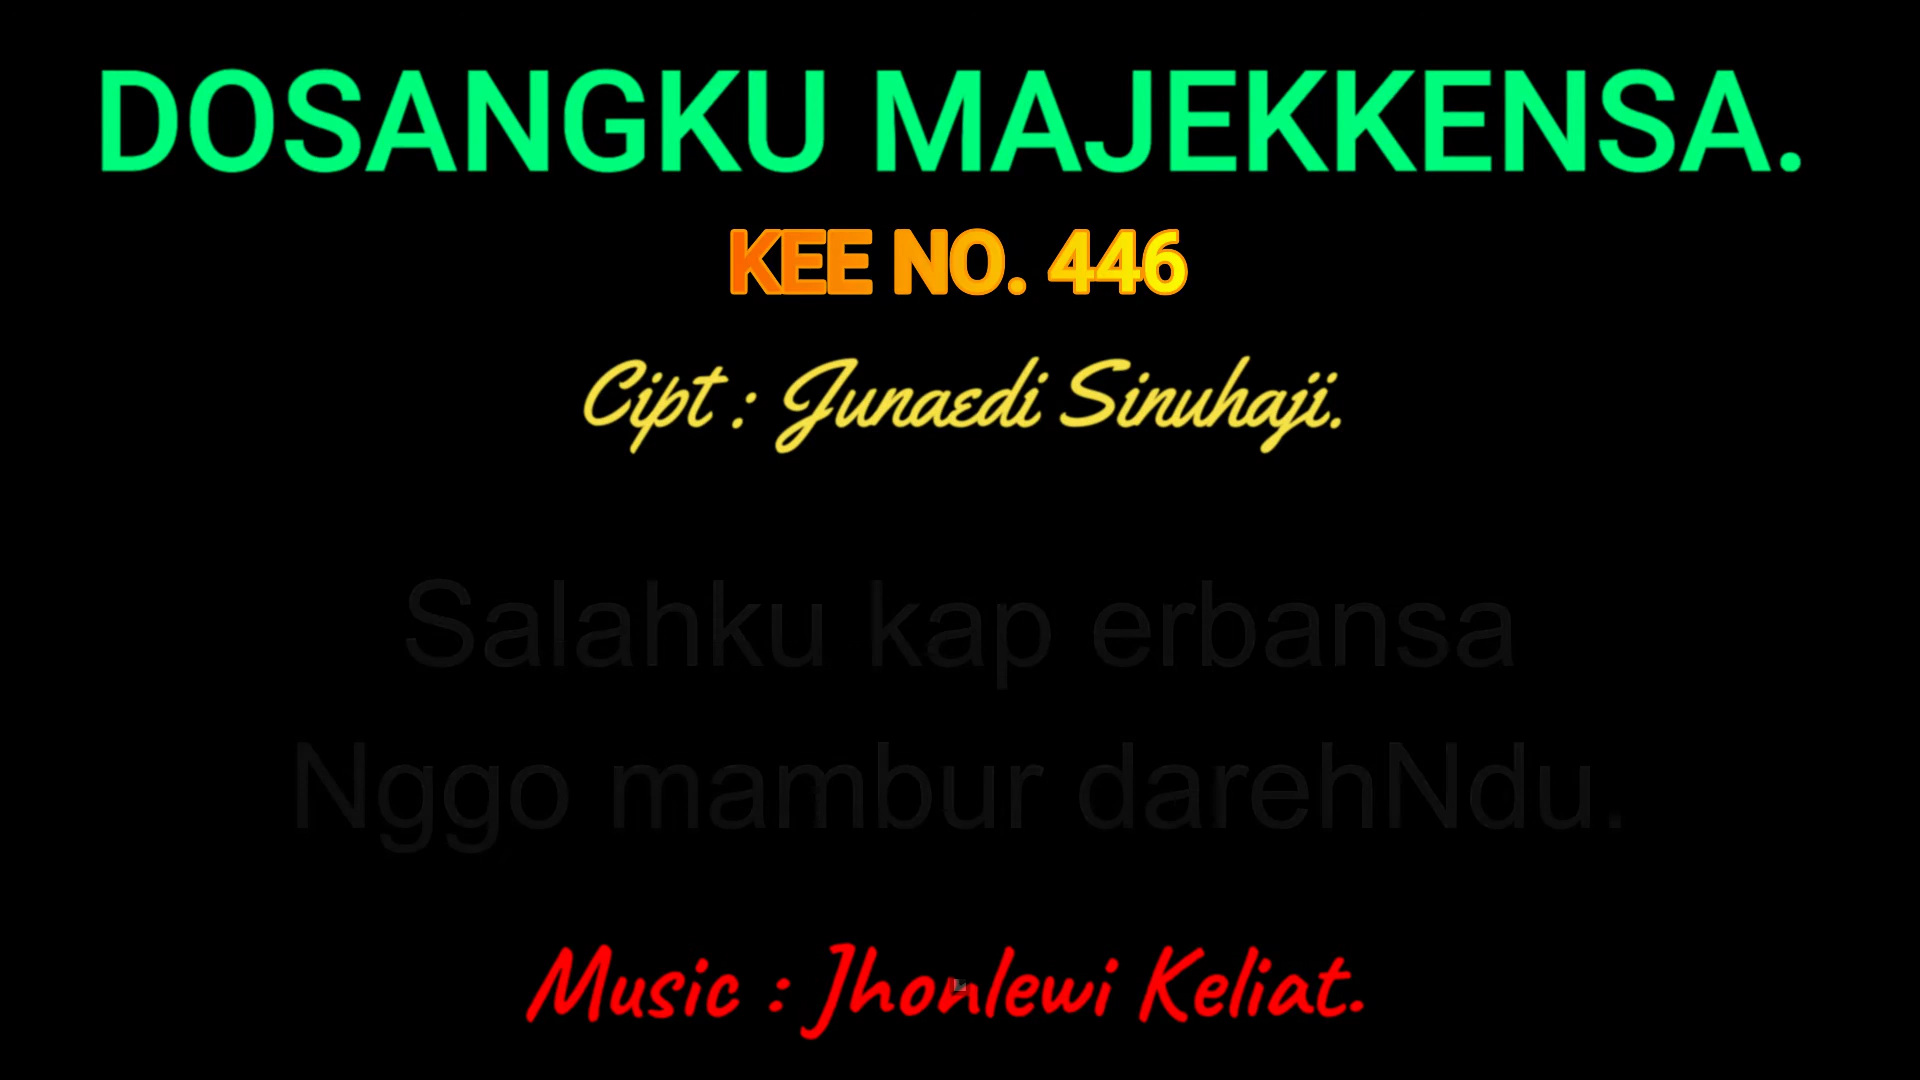 DOSANGKU MAJEKKENSA.
KEE NO. 446
Cipt : Junaedi Sinuhaji.
Salahku kap erbansa
Nggo mambur darehNdu.
Music : Jhonlewi Keliat.